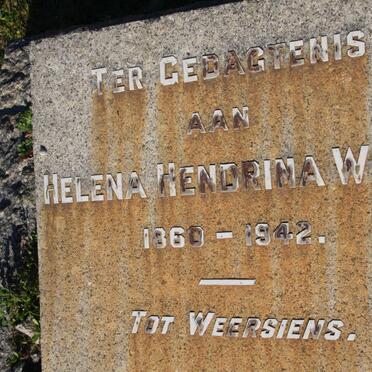 Ter Gedagtenis
aan
Helena Hendrina W
1860 - 1942.
Tot Weersiens.